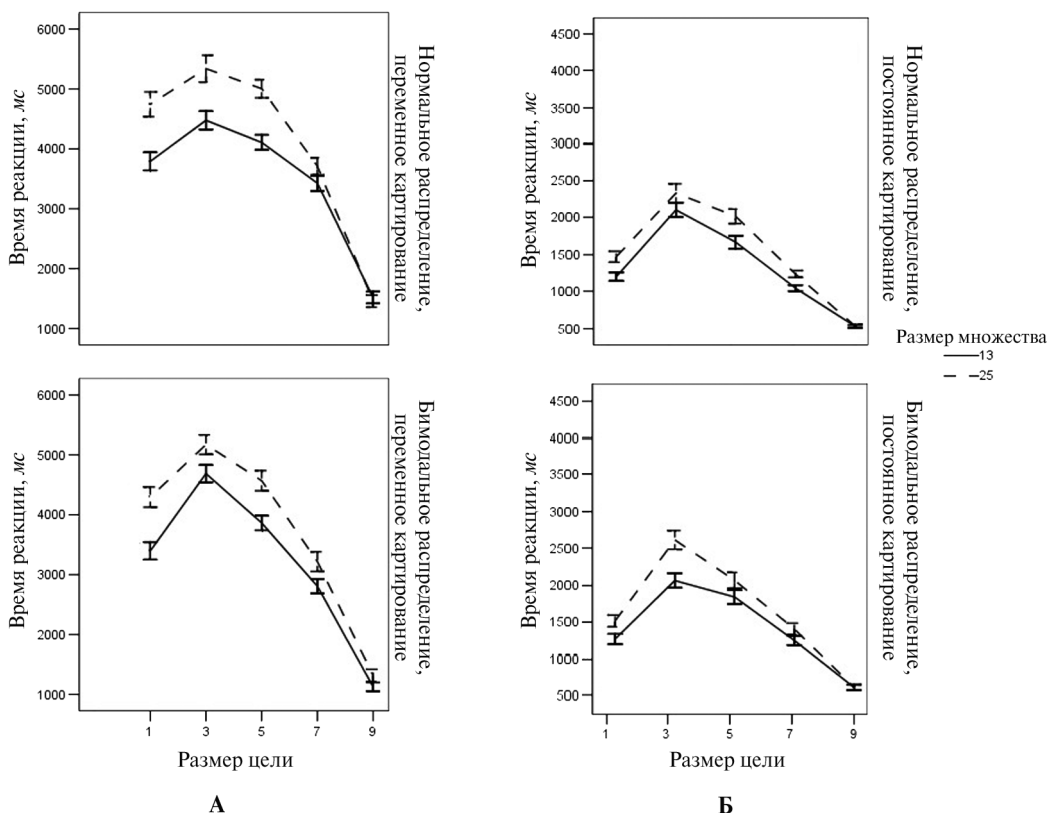 6000
5000
4000
3000
2000
1000
Время реакции, мс
Нормальное распределение,
переменное картирование
4500
4000
3500
3000
2500
2000
1500
1000
500
Время реакции, мс
Нормальное распределение,
постоянное картирование
Размер множества
13
25
6000
5000
4000
3000
2000
1000
Время реакции, мс
Бимодальное распределение,
переменное картирование
1 3 5 7 9
Размер цели
А
4500
4000
3500
3000
2500
2000
1500
1000
500
Время реакции, мс
Бимодальное распределение,
постоянное картирование
1 3 5 7 9
Размер цели
Б